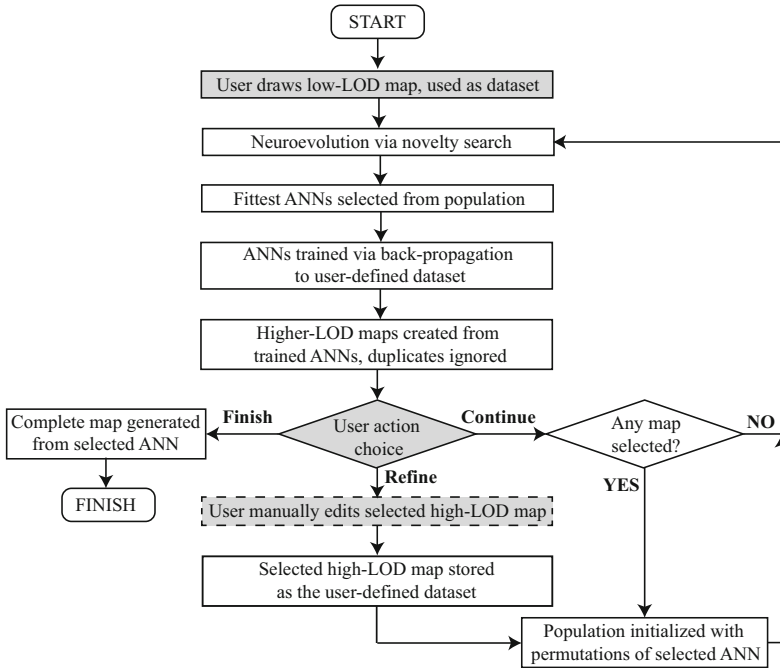 START
User draws low-LOD map, used as dataset
Neuroevolution via novelty search
Fittest ANNs selected from population
ANNs trained via back-propagation
to user-defined dataset
Higher-LOD maps created from
trained ANNs, duplicates ignored
Complete map generated
from selected ANN
Finish
User action
choice
Continue
Any map
selected?
NO
FINISH
Refine
YES
User manually edits selected high-LOD map
Selected high-LOD map stored
as the user-defined dataset
Population initialized with
permutations of selected ANN